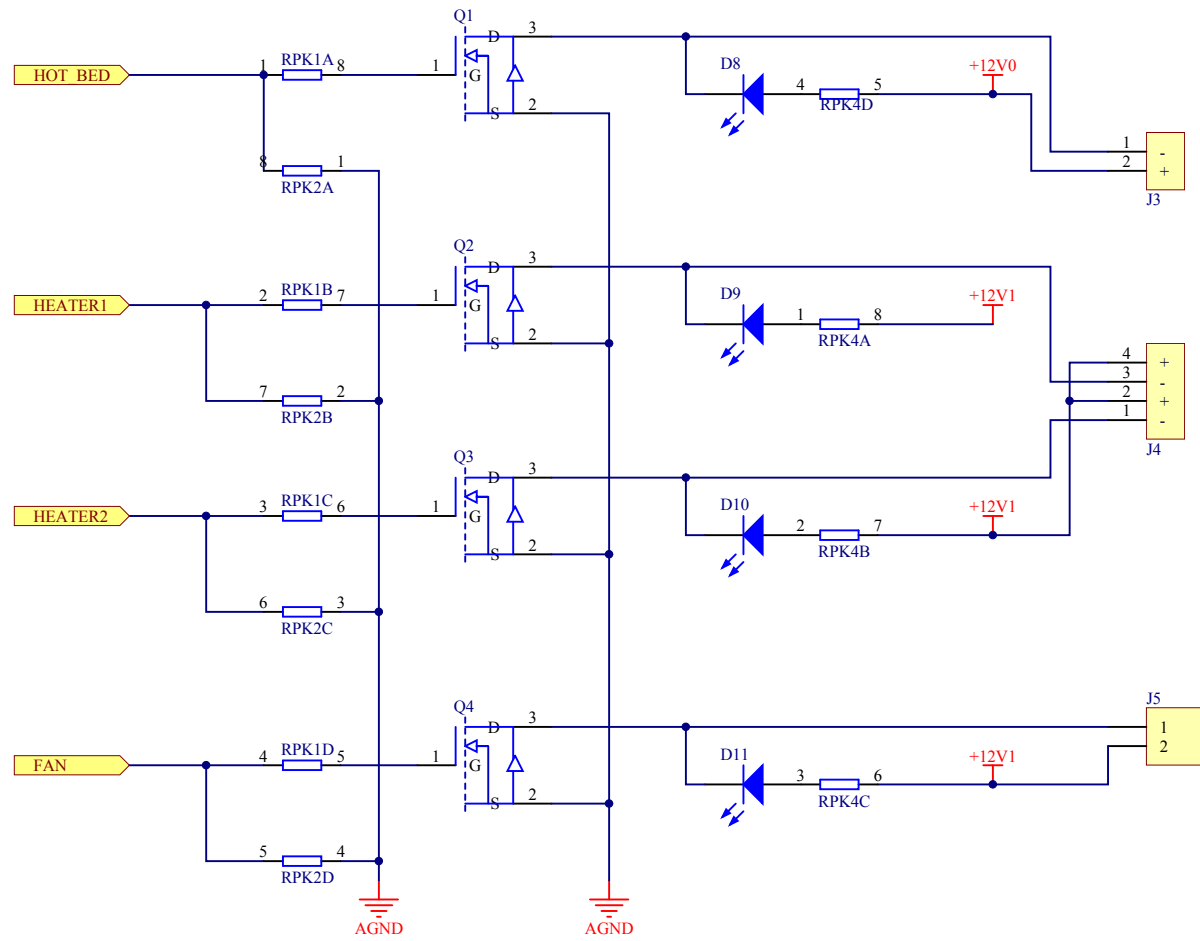 Q1
D 3
HOT BED
1 RPK1A 8
1
G
S 2
D8
4 RPK4D 5
+12V0
1 -
2 +
J3
8 RPK2A 1
Q2
D 3
HEATER1
2 RPK1B 7
1
G
S 2
D9
1 RPK4A 8
+12V1
4 +
3 -
2 +
1 -
J4
7 RPK2B 2
Q3
D 3
HEATER2
3 RPK1C 6
1
G
S 2
D10
2 RPK4B 7
+12V1
6 RPK2C 3
Q4
D 3
FAN
4 RPK1D 5
1
G
S 2
D11
3 RPK4C 6
+12V1
J5
1
2
5 RPK2D 4
AGND
AGND